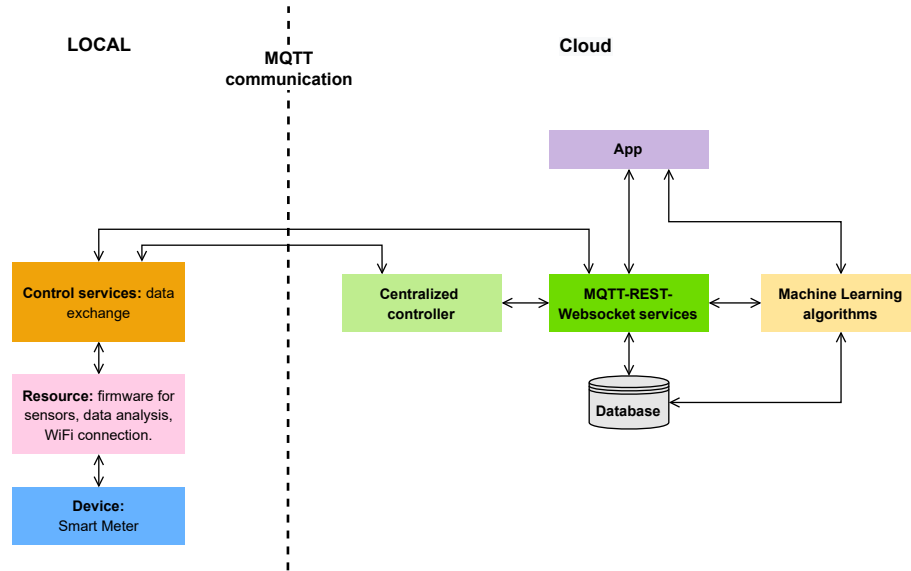 LOCAL
MQTT
communication
Cloud
App
Control services: data
exchange
Centralized
controller
MQTT-REST-
Websocket services
Machine Learning
algorithms
Resource: firmware for
sensors, data analysis,
WiFi connection.
Database
Device:
Smart Meter